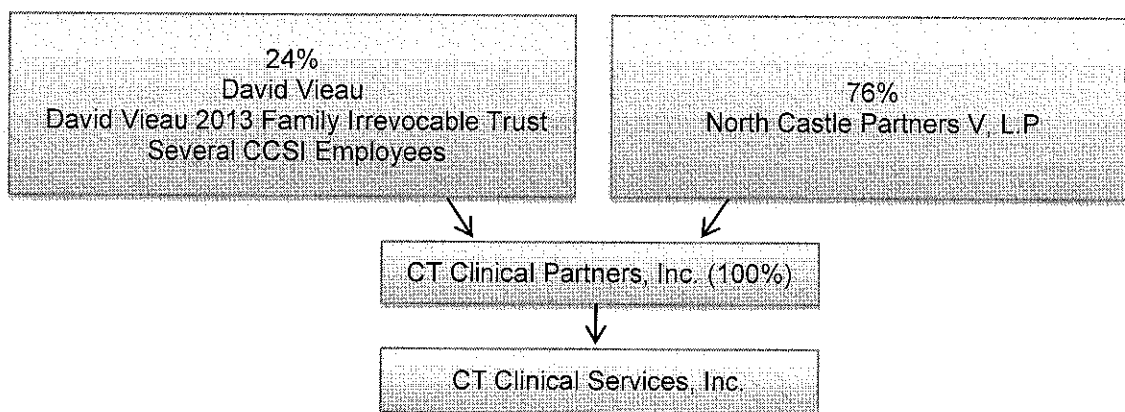 24%
David Vieau
David Vieau 2013 Family Irrevocable Trust
Several CCSI Employees
76%
North Castle Partners V, L.P
CT Clinical Partners, Inc. (100%)
CT Clinical Services, Inc.